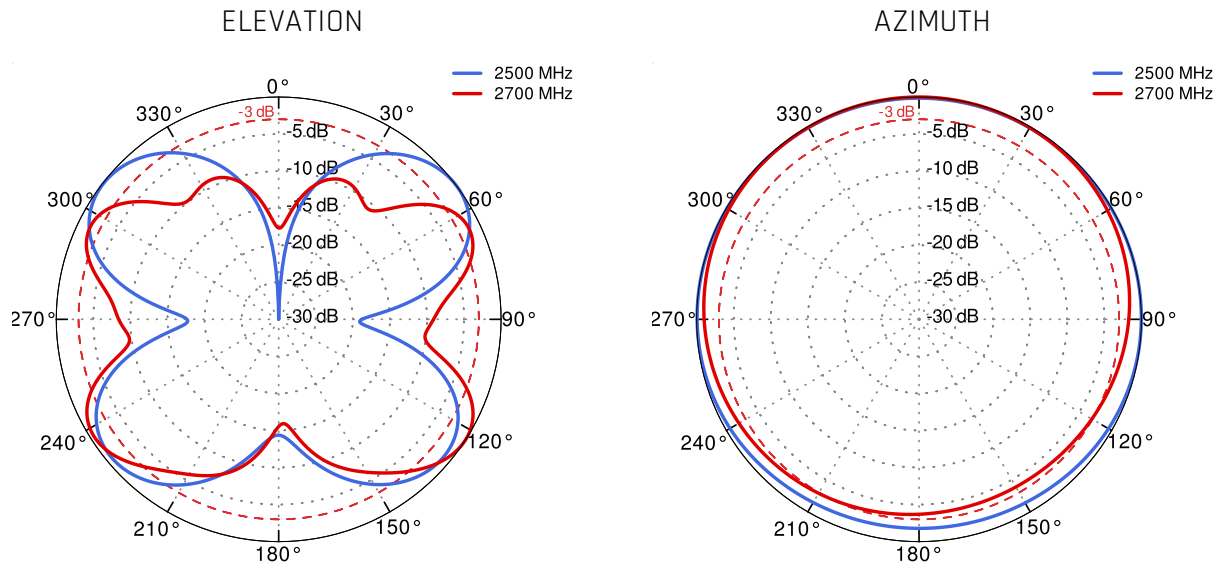 ELEVATION
2500 MHz
2700 MHz
0°
330°
-3 dB
30°
-5 dB
-10 dB
300°
-15 dB
60°
-20 dB
-25 dB
270°
-30 dB
90°
240°
120°
210°
150°
180°
AZIMUTH
2500 MHz
2700 MHz
0°
330°
-3 dB
30°
-5 dB
-10 dB
300°
-15 dB
60°
-20 dB
-25 dB
270°
-30 dB
90°
240°
120°
210°
150°
180°